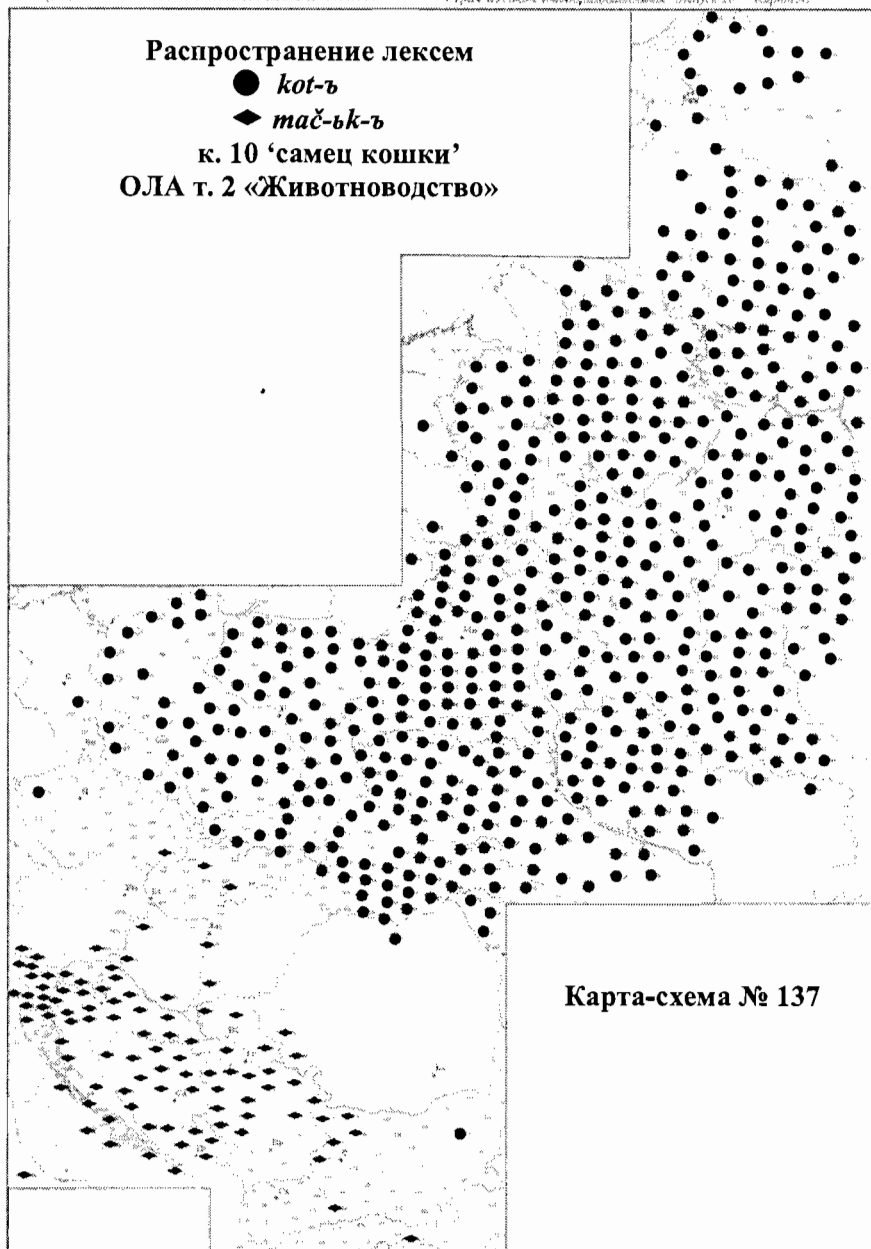 Распространение лексем
kot-ъ
mač-ьk-ъ
к. 10 ‘самец кошки’
ОЛА т. 2 «Животноводство»
Карта-схема № 137